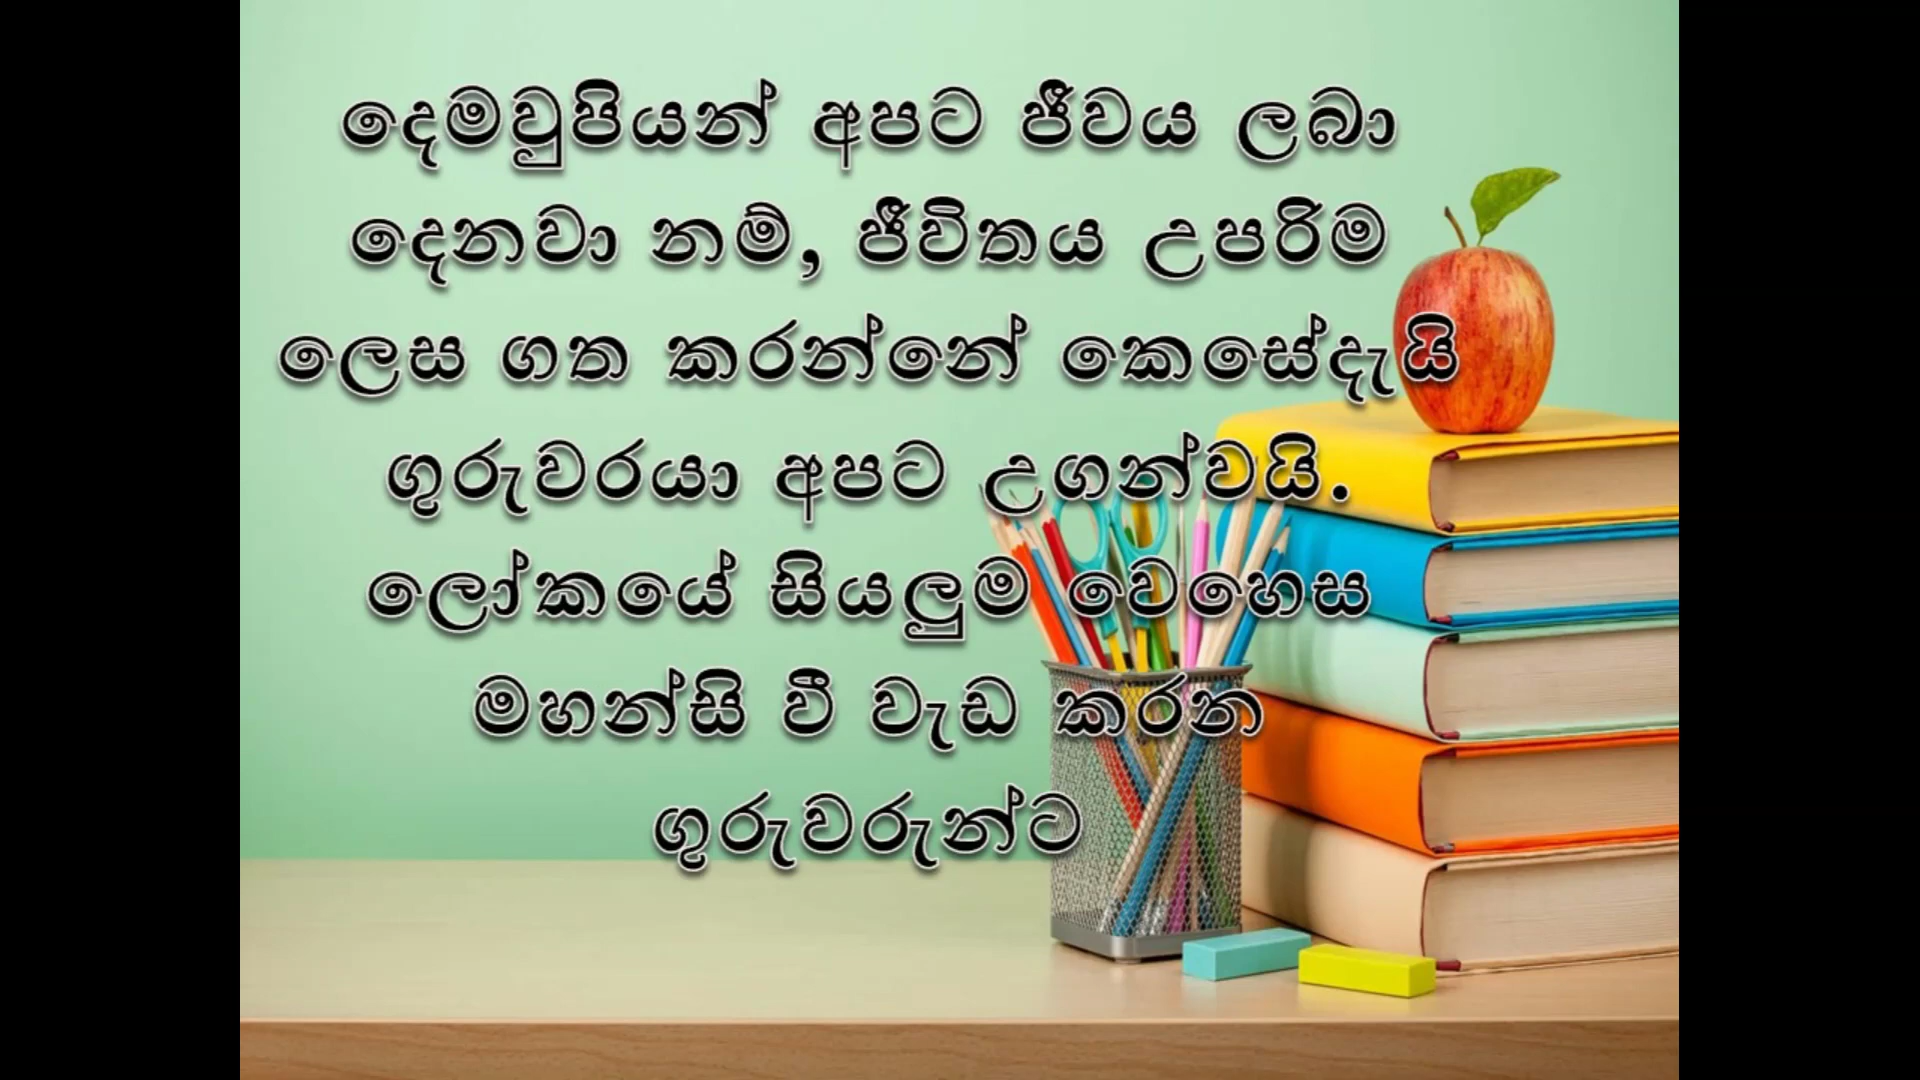 දෙමවුපියන් අපට ජීවය ලබා
දෙනවා නම්, ජීවිතය උපරිම
ලෙස ගත කරන්නේ කෙසේදැයි
ගුරුවරයා අපට උගන්වයි.
ලෝකයේ සියලුම වෙහෙස
මහන්සි වී වැඩ කරන
ගුරුවරුන්ට